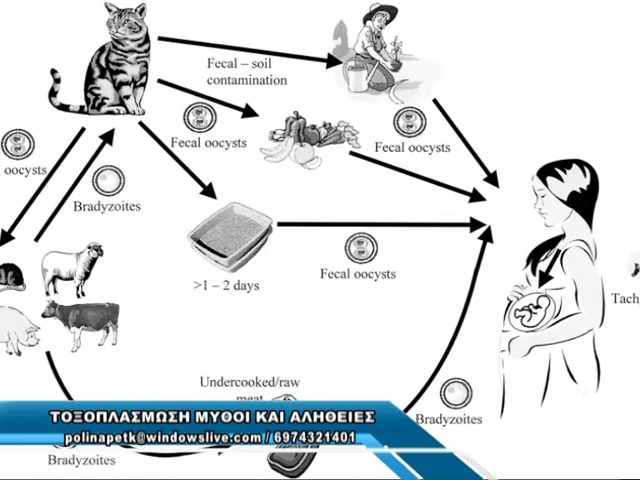 Fecal – soil
contamination
Fecal oocysts
Fecal oocysts
oocysts
Bradyzoites
Fecal oocysts
>1 – 2 days
Tach
Undercooked/raw
meat
Bradyzoites
ΤΟΞΟΠΛΑΣΜΩΣΗ ΜΥΘΟΙ ΚΑΙ ΑΛΗΘΕΙΕΣ
polinapetk@windowslive.com / 6974321401
Bradyzoites